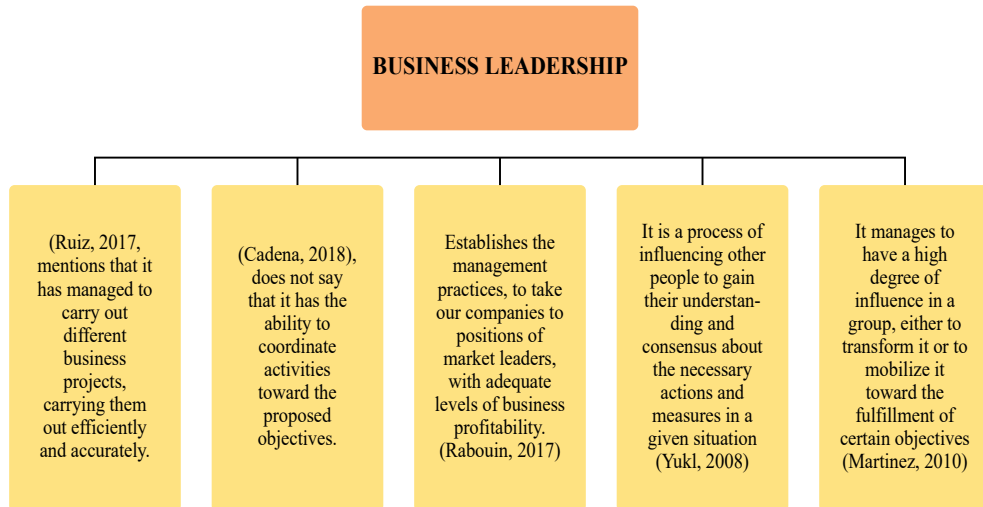 BUSINESS LEADERSHIP
(Ruiz, 2017,
mentions that it
has managed to
carry out
different
business
projects,
carrying them
out efficiently
and accurately.
(Cadena, 2018),
does not say
that it has the
ability to
coordinate
activities
toward the
proposed
objectives.
Establishes the
management
practices, to take
our companies to
positions of
market leaders,
with adequate
levels of business
profitability.
(Rabouin, 2017)
It is a process of
influencing other
people to gain
their understan-
ding and
consensus about
the necessary
actions and
measures in a
given situation
(Yukl, 2008)
It manages to
have a high
degree of
influence in a
group, either to
transform it or to
mobilize it
toward the
fulfillment of
certain objectives
(Martinez, 2010)